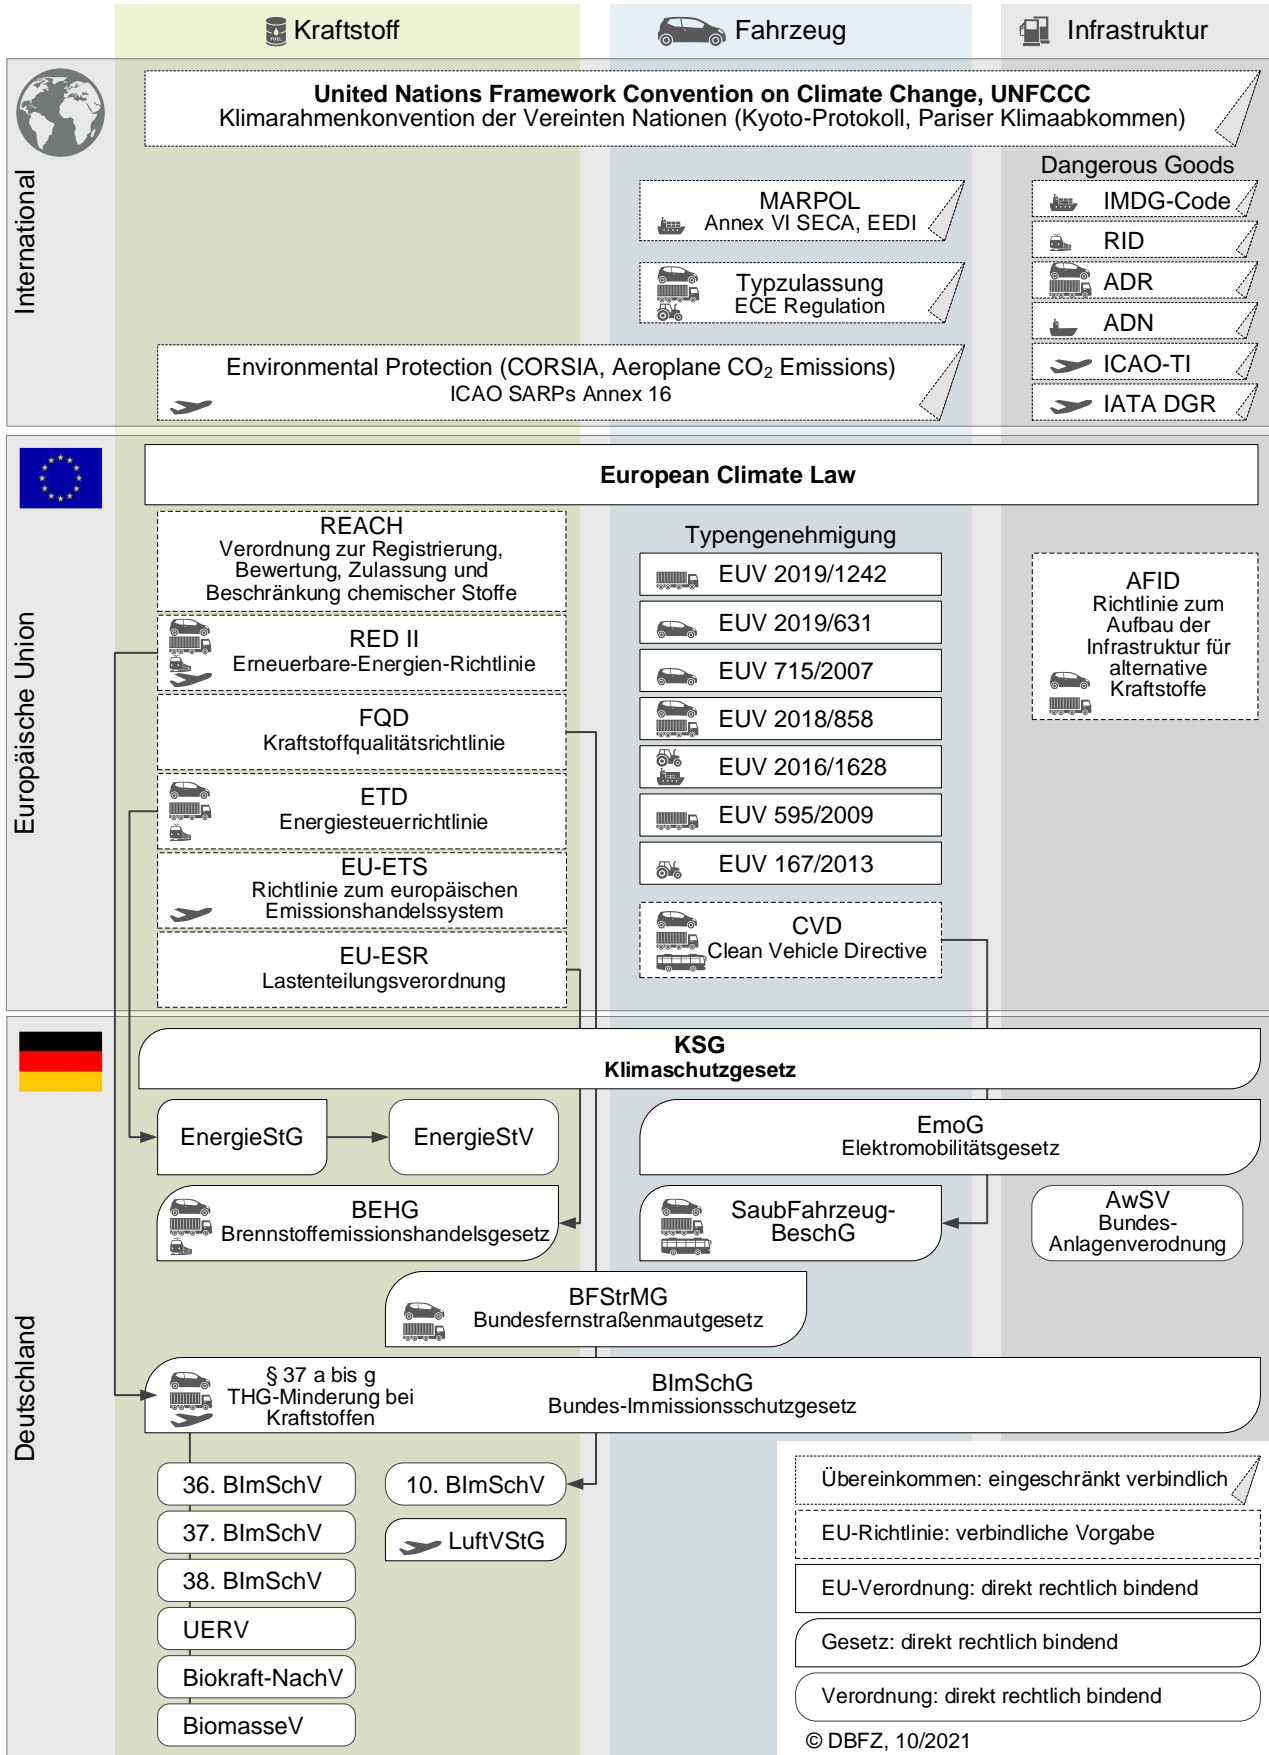 Kraftstoff
Fahrzeug
Infrastruktur
International
United Nations Framework Convention on Climate Change, UNFCCC
Klimarahmenkonvention der Vereinten Nationen (Kyoto-Protokoll, Pariser Klimaabkommen)
MARPOL
Annex VI SECA, EEDI
Typzulassung
ECE Regulation
Environmental Protection (CORSIA, Aeroplane CO₂ Emissions)
ICAO SARPs Annex 16
Dangerous Goods
IMDG-Code
RID
ADR
ADN
ICAO-TI
IATA DGR
Europäische Union
European Climate Law
REACH
Verordnung zur Registrierung,
Bewertung, Zulassung und
Beschränkung chemischer Stoffe
RED II
Erneuerbare-Energien-Richtlinie
FQD
Kraftstoffqualitätsrichtlinie
ETD
Energiesteuerrichtlinie
EU-ETS
Richtlinie zum europäischen
Emissionshandelssystem
EU-ESR
Lastenteilungsverordnung
Typengenehmigung
EUV 2019/1242
EUV 2019/631
EUV 715/2007
EUV 2018/858
EUV 2016/1628
EUV 595/2009
EUV 167/2013
CVD
Clean Vehicle Directive
AFID
Richtlinie zum
Aufbau der
Infrastruktur für
alternative
Kraftstoffe
Deutschland
KSG
Klimaschutzgesetz
EnergieStG
EnergieStV
EmoG
Elektromobilitätsgesetz
BEHG
Brennstoffemissionshandelsgesetz
SaubFahrzeug-
BeschG
AwSV
Bundes-
Anlagenverodnung
BFStrMG
Bundesfernstraßenmautgesetz
§ 37 a bis g
THG-Minderung bei
Kraftstoffen
BImSchG
Bundes-Immissionsschutzgesetz
36. BImSchV
37. BImSchV
38. BImSchV
UERV
Biokraft-NachV
BiomasseV
10. BImSchV
LuftVStG
Übereinkommen: eingeschränkt verbindlich
EU-Richtlinie: verbindliche Vorgabe
EU-Verordnung: direkt rechtlich bindend
Gesetz: direkt rechtlich bindend
Verordnung: direkt rechtlich bindend
© DBFZ, 10/2021